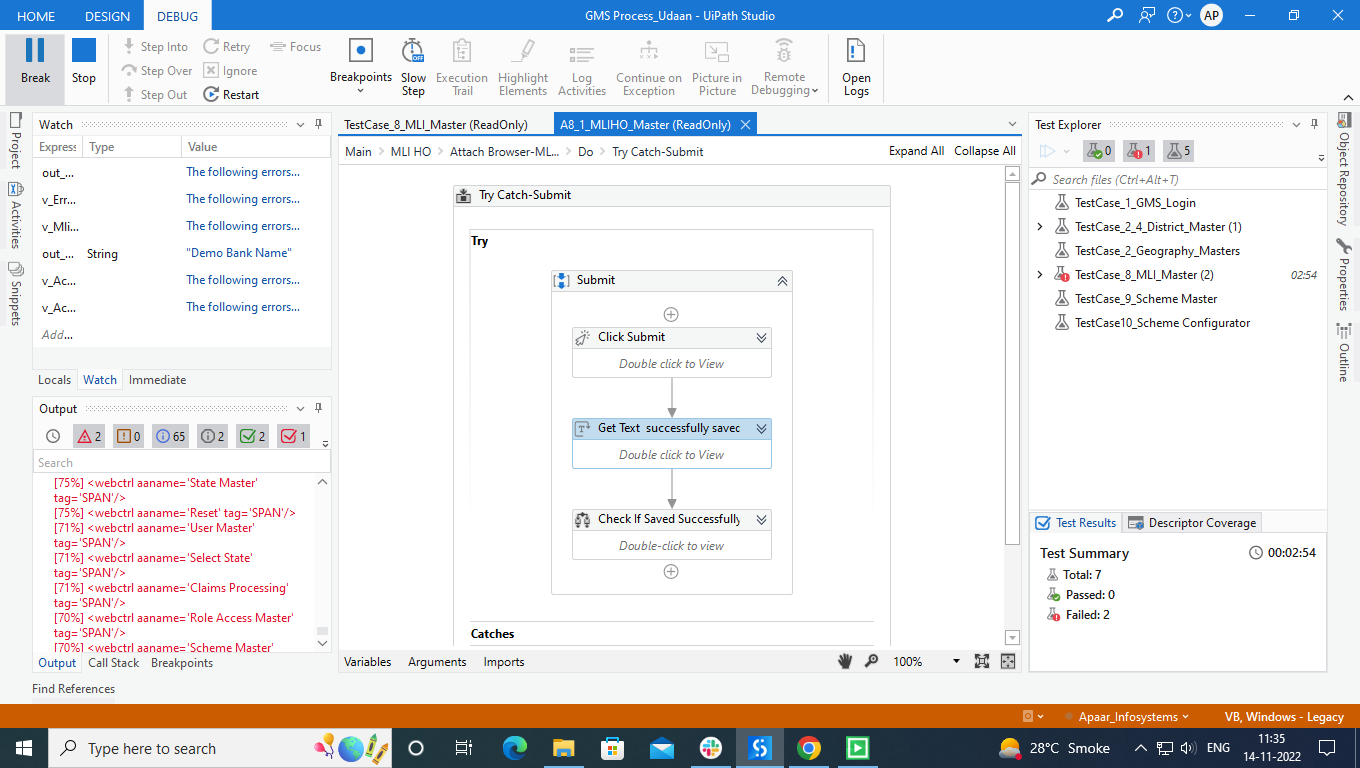 HOME DESIGN DEBUG GMS Process_Udaan - UiPath Studio AP
Break
Stop
Step Into
Step Over
Step Out
Retry
Ignore
Restart
Focus
Breakpoints
Slow
Step
Execution
Trail
Highlight
Elements
Log
Activities
Continue on
Exception
Picture in
Picture
Remote
Debugging
Open
Logs
Project
Activities
Snippets
Watch
Expres Type Value
out_... The following errors...
v_Err... The following errors...
v_Mli... The following errors...
out_... String "Demo Bank Name"
v_Ac... The following errors...
v_Ac... The following errors...
Add...
Locals Watch Immediate
Output
2 0 65 2 2 1
Search
[75%] <webctrl aaname='State Master'
tag='SPAN'/>
[75%] <webctrl aaname='Reset' tag='SPAN'/>
[71%] <webctrl aaname='User Master'
tag='SPAN'/>
[71%] <webctrl aaname='Select State'
tag='SPAN'/>
[71%] <webctrl aaname='Claims Processing'
tag='SPAN'/>
[70%] <webctrl aaname='Role Access Master'
tag='SPAN'/>
[70%] <webctrl aaname='Scheme Master'
Output Call Stack Breakpoints
Find References
TestCase_8_MLI_Master (ReadOnly) A8_1_MLIHO_Master (ReadOnly)
Main > MLI HO > Attach Browser-ML... > Do > Try Catch-Submit Expand All Collapse All
Try Catch-Submit
Try
Submit
Click Submit
Double click to View
Get Text successfully saved
Double click to View
Check If Saved Successfully
Double-click to view
Catches
Variables Arguments Imports 100%
Test Explorer
0 1 5
Search files (Ctrl+Alt+T)
TestCase_1_GMS_Login
TestCase_2_4_District_Master (1)
TestCase_2_Geography_Masters
TestCase_8_MLI_Master (2) 02:54
TestCase_9_Scheme Master
TestCase10_Scheme Configurator
Test Results Descriptor Coverage
Test Summary 00:02:54
Total: 7
Passed: 0
Failed: 2
Object Repository
Properties
Outline
Apaar_Infosystems VB, Windows - Legacy
Type here to search
28°C Smoke ENG
11:35
14-11-2022